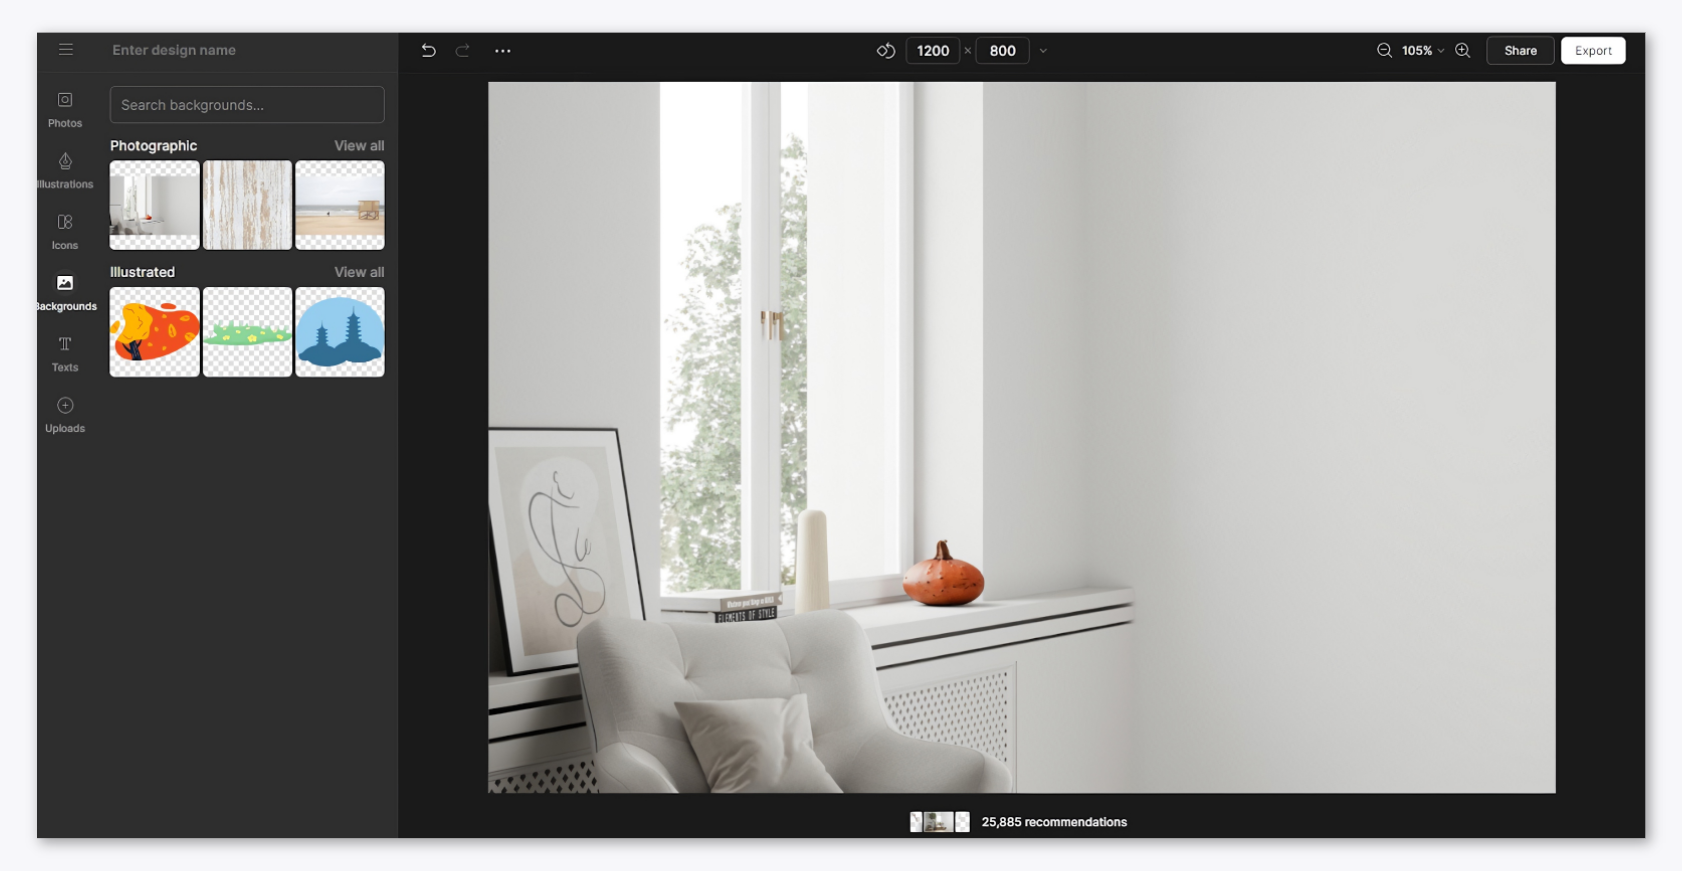 Enter design name
1200 × 800
105%
Share
Export
Photos
Illustrations
Icons
Backgrounds
Texts
Uploads
Search backgrounds...
Photographic
View all
Illustrated
View all
ELEMENTS OF STYLE
25,885 recommendations